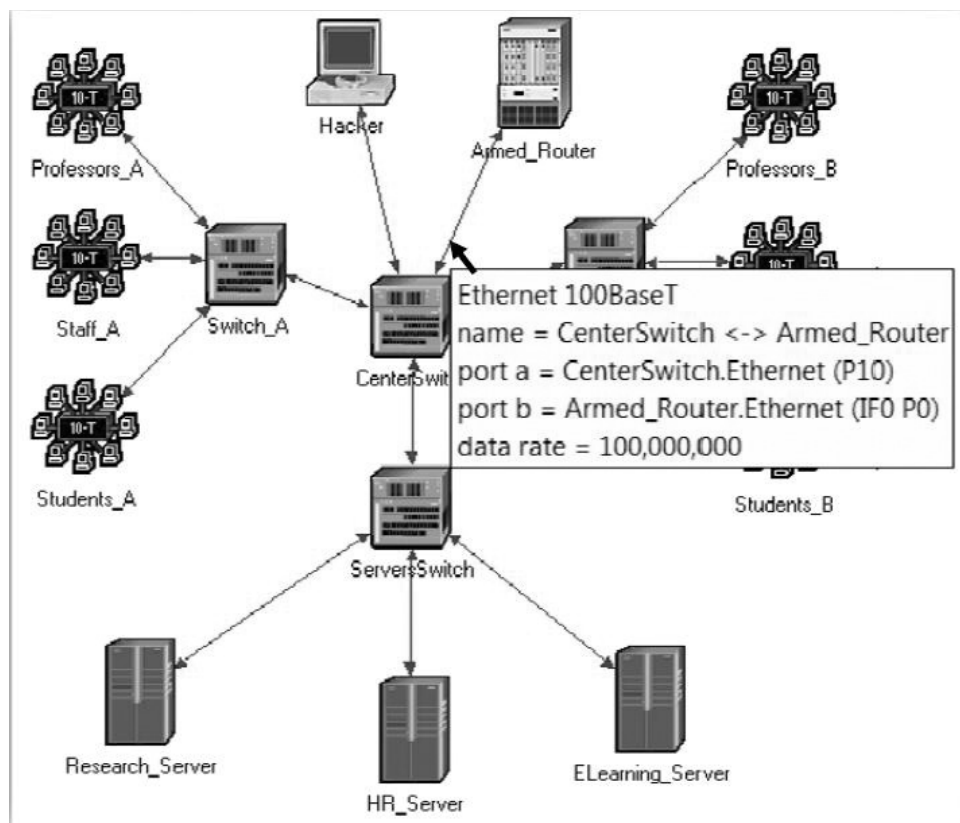 10-T
Professors_A
Hacker
Armed_Router
10-T
Professors_B
10-T
Staff_A
Switch_A
10-T
CenterSwit
Ethernet 100BaseT
name = CenterSwitch <-> Armed_Router
port a = CenterSwitch.Ethernet (P10)
port b = Armed_Router.Ethernet (IF0 P0)
data rate = 100,000,000
10-T
Students_A
Students_B
ServersSwitch
Research_Server
HR_Server
ELearning_Server